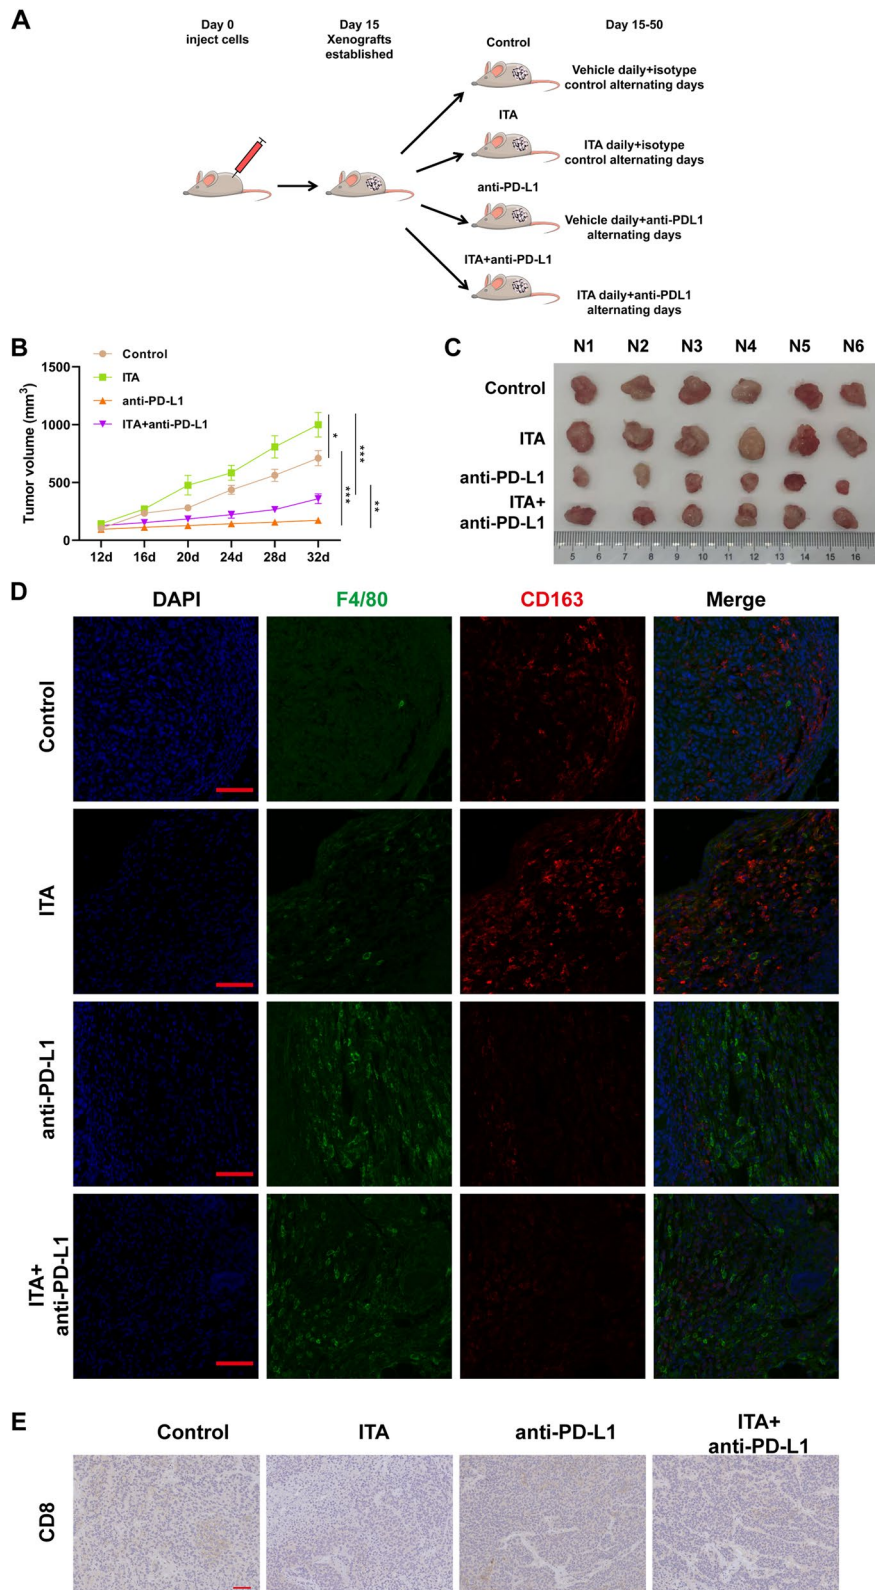 A
Day 0
inject cells
Day 15
Xenografts
established
Day 15-50
Control
Vehicle daily+isotype
control alternating days
ITA
ITA daily+isotype
control alternating days
anti-PD-L1
Vehicle daily+anti-PDL1
alternating days
ITA+anti-PD-L1
ITA daily+anti-PDL1
alternating days
B
Control
ITA
anti-PD-L1
ITA+anti-PD-L1
Tumor volume (mm³)
1500
1000
500
0
12d 16d 20d 24d 28d 32d
*
***
***
**
C
N1 N2 N3 N4 N5 N6
Control
ITA
anti-PD-L1
ITA+
anti-PD-L1
5 6 7 8 9 10 11 12 13 14 15 16
D
DAPI F4/80 CD163 Merge
Control
ITA
anti-PD-L1
ITA+
anti-PD-L1
E
Control ITA anti-PD-L1 ITA+
anti-PD-L1
CD8